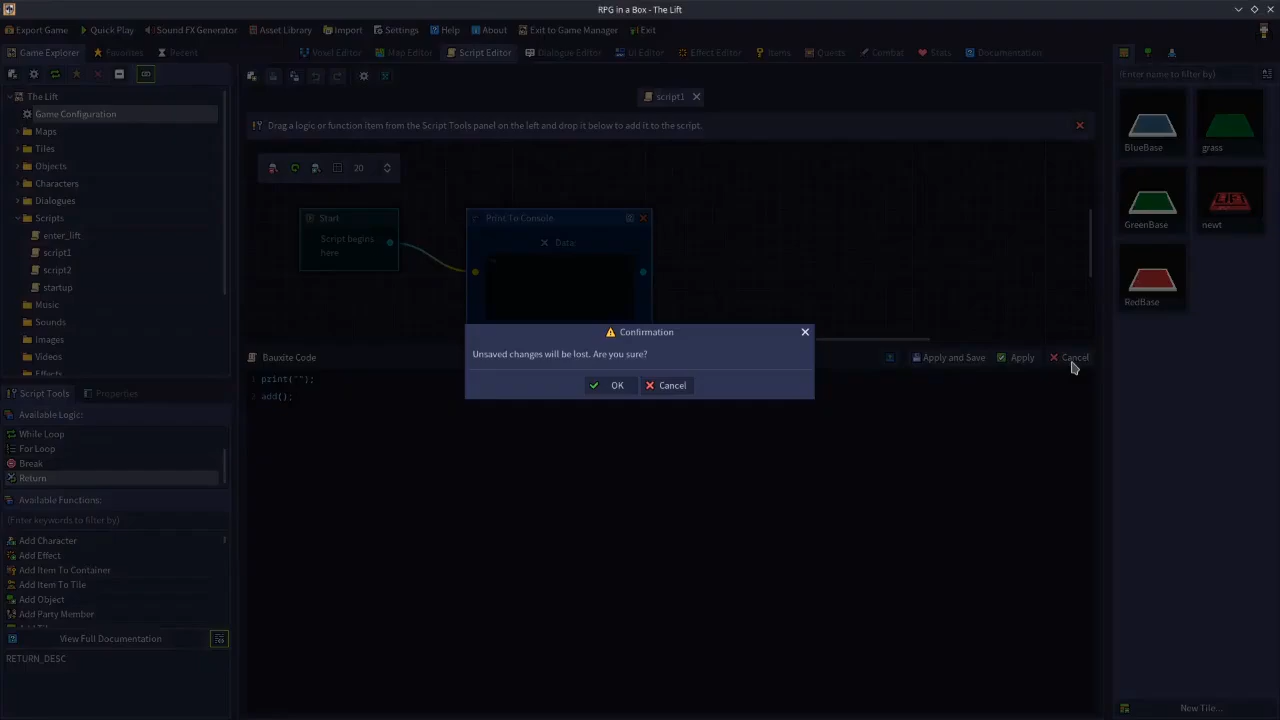 RPG in a Box - The Lift
Export Game
Quick Play
Sound FX Generator
Asset Library
Import
Settings
Help
About
Exit to Game Manager
Exit
Game Explorer
Favorites
Recent
Voxel Editor
Map Editor
Script Editor
Dialogue Editor
UI Editor
Effect Editor
Items
Quests
Combat
Stats
Documentation
(Enter name to filter by)
The Lift
Game Configuration
Maps
Tiles
Objects
Characters
Dialogues
Scripts
enter_lift
script1
script2
startup
Music
Sounds
Images
Videos
Effects
script1
Drag a logic or function item from the Script Tools panel on the left and drop it below to add it to the script.
20
Start
Script begins
here
Print To Console
Data:
Confirmation
Unsaved changes will be lost. Are you sure?
OK
Cancel
Bauxite Code
Apply and Save
Apply
Cancel
1 print("");
2 add();
Script Tools
Properties
Available Logic:
While Loop
For Loop
Break
Return
Available Functions:
(Enter keywords to filter by)
Add Character
Add Effect
Add Item To Container
Add Item To Tile
Add Object
Add Party Member
View Full Documentation
RETURN_DESC
BlueBase
grass
GreenBase
LIFT
newt
RedBase
New Tile...